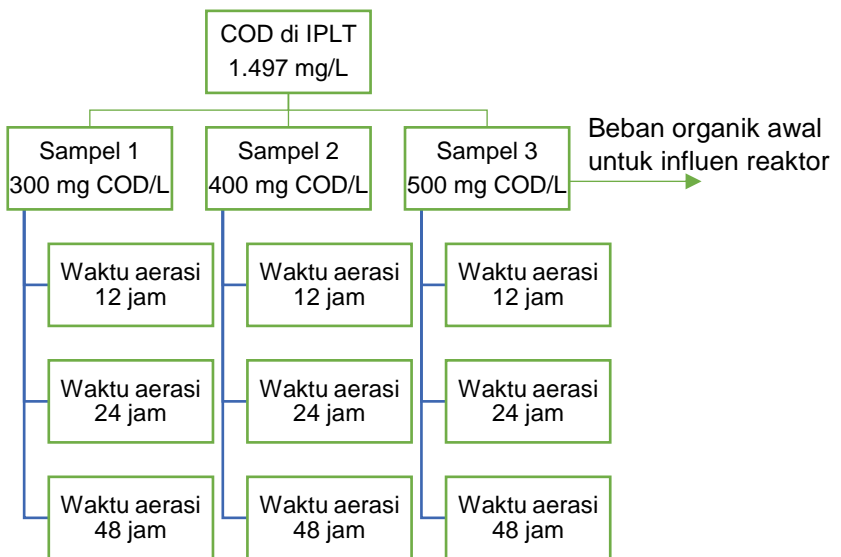 COD di IPLT
1.497 mg/L
Sampel 1
300 mg COD/L
Sampel 2
400 mg COD/L
Sampel 3
500 mg COD/L
Beban organik awal
untuk influen reaktor
Waktu aerasi
12 jam
Waktu aerasi
12 jam
Waktu aerasi
12 jam
Waktu aerasi
24 jam
Waktu aerasi
24 jam
Waktu aerasi
24 jam
Waktu aerasi
48 jam
Waktu aerasi
48 jam
Waktu aerasi
48 jam